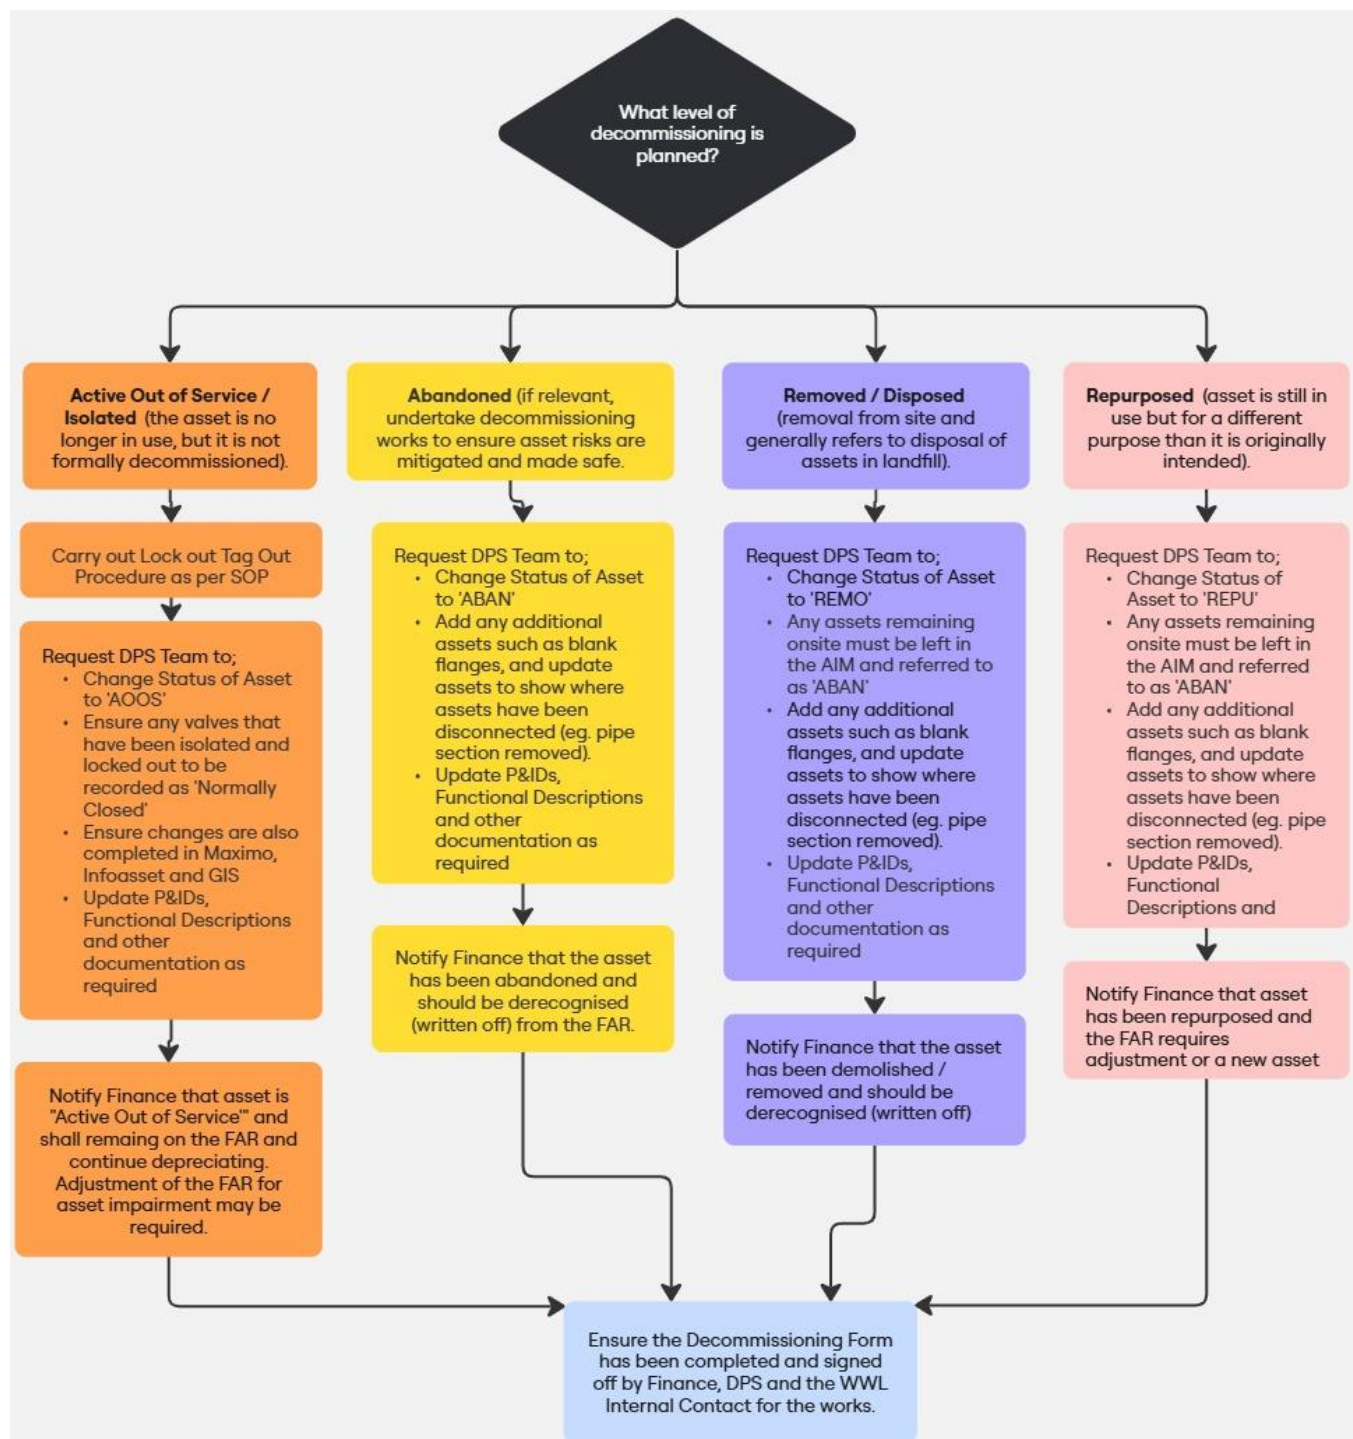 What level of
decommissioning is
planned?
Active Out of Service /
Isolated (the asset is no
longer in use, but it is not
formally decommissioned).
Carry out Lock out Tag Out
Procedure as per SOP
Request DPS Team to;
• Change Status of Asset
to 'AOOS'
• Ensure any valves that
have been isolated and
locked out to be
recorded as 'Normally
Closed'
• Ensure changes are also
completed in Maximo,
Infoasset and GIS
• Update P&IDs,
Functional Descriptions
and other
documentation as
required
Notify Finance that asset is
"Active Out of Service'" and
shall remaing on the FAR and
continue depreciating.
Adjustment of the FAR for
asset impairment may be
required.
Abandoned (if relevant,
undertake decommissioning
works to ensure asset risks are
mitigated and made safe.
Request DPS Team to;
• Change Status of Asset
to 'ABAN'
• Add any additional
assets such as blank
flanges, and update
assets to show where
assets have been
disconnected (eg. pipe
section removed).
• Update P&IDs,
Functional Descriptions
and other
documentation as
required
Notify Finance that the asset
has been abandoned and
should be derecognised
(written off) from the FAR.
Removed / Disposed
(removal from site and
generally refers to disposal of
assets in landfill).
Request DPS Team to;
• Change Status of Asset
to 'REMO'
• Any assets remaining
onsite must be left in
the AIM and referred to
as 'ABAN'
• Add any additional
assets such as blank
flanges, and update
assets to show where
assets have been
disconnected (eg. pipe
section removed).
• Update P&IDs,
Functional Descriptions
and other
documentation as
required
Notify Finance that the asset
has been demolished /
removed and should be
derecognised (written off)
Repurposed (asset is still in
use but for a different
purpose than it is originally
intended).
Request DPS Team to;
• Change Status of
Asset to 'REPU'
• Any assets remaining
onsite must be left in
the AIM and referred
to as 'ABAN'
• Add any additional
assets such as blank
flanges, and update
assets to show where
assets have been
disconnected (eg. pipe
section removed).
• Update P&IDs,
Functional
Descriptions and
Notify Finance that asset
has been repurposed and
the FAR requires
adjustment or a new asset
Ensure the Decommissioning Form
has been completed and signed
off by Finance, DPS and the WWL
Internal Contact for the works.